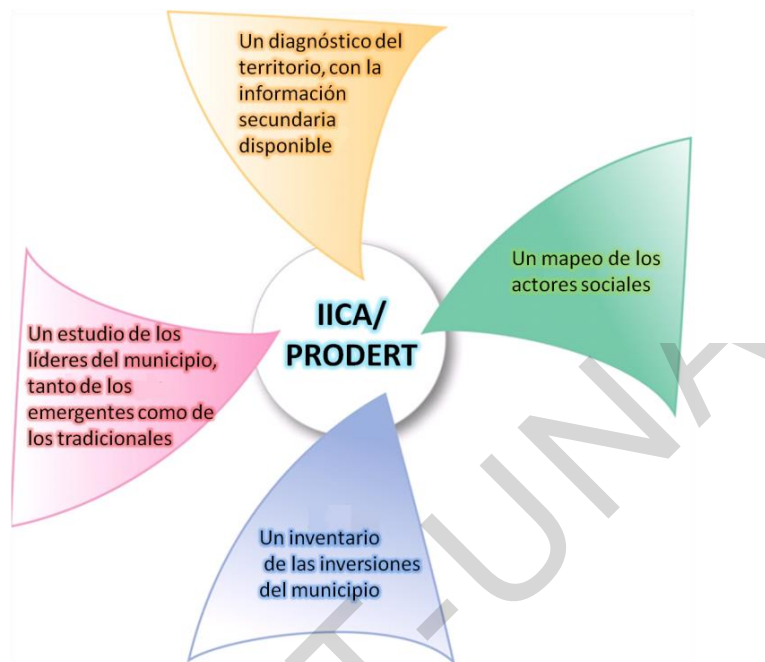 Un diagnóstico del
territorio, con la
información
secundaria
disponible
Un mapeo de los
actores sociales
IICA/
PRODERT
Un estudio de los
líderes del municipio,
tanto de los
emergentes como de
los tradicionales
Un inventario
de las inversiones
del municipio
T-UNA